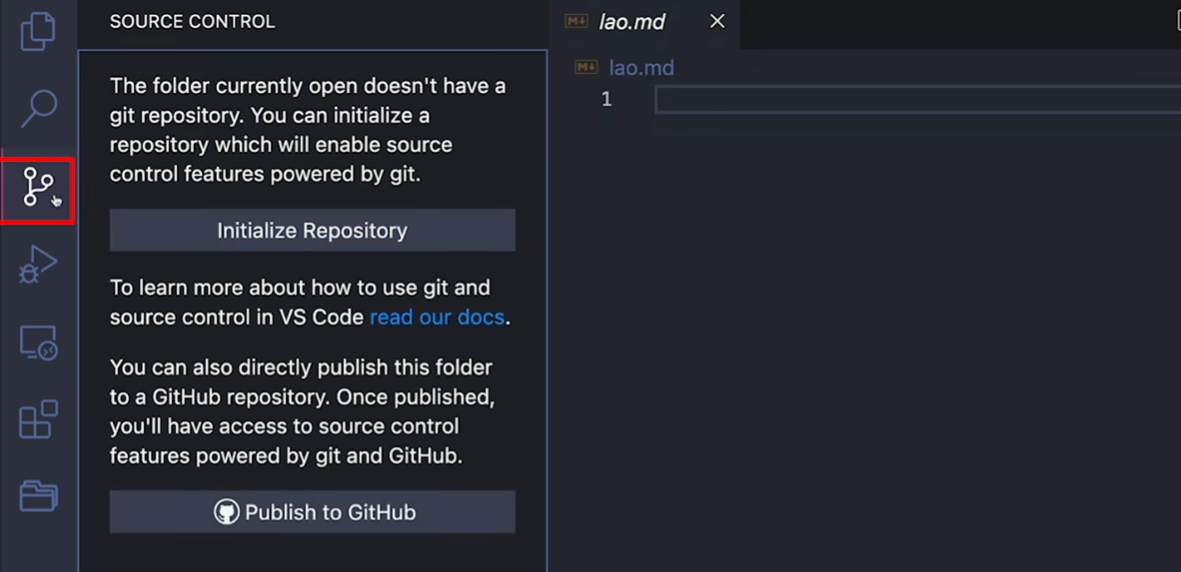 SOURCE CONTROL
The folder currently open doesn't have a
git repository. You can initialize a
repository which will enable source
control features powered by git.
Initialize Repository
To learn more about how to use git and
source control in VS Code read our docs.
You can also directly publish this folder
to a GitHub repository. Once published,
you'll have access to source control
features powered by git and GitHub.
Publish to GitHub
M↓ lao.md
M↓ lao.md
1